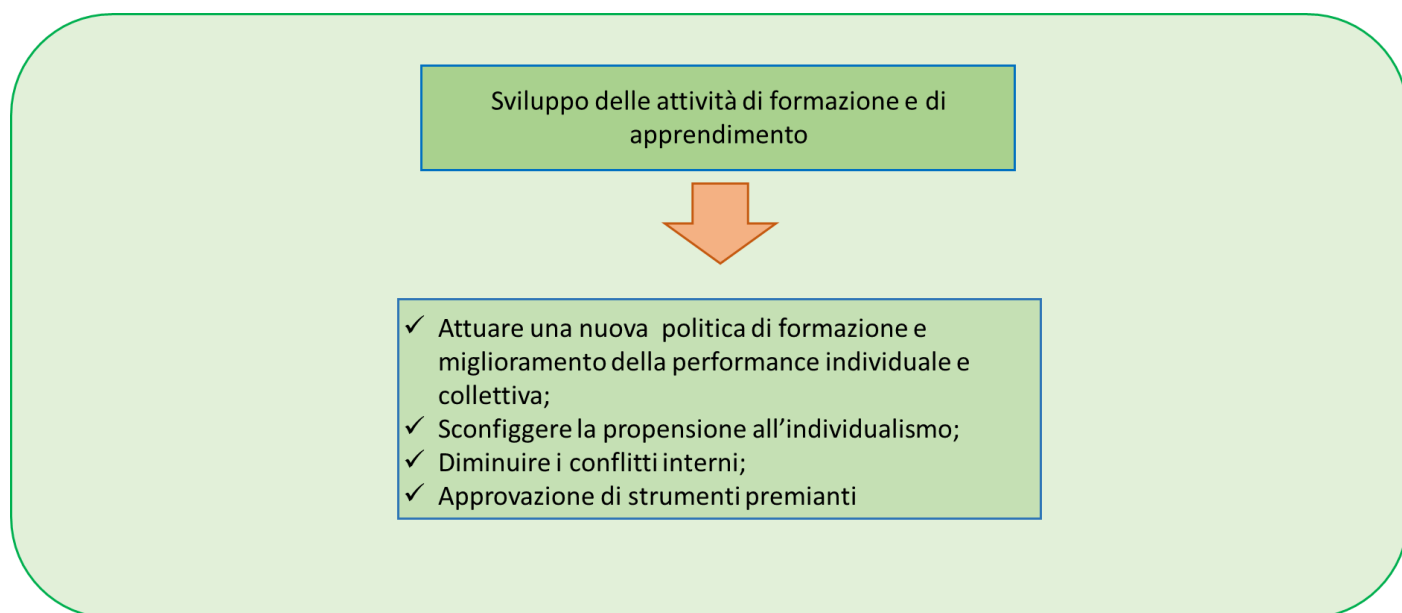 Sviluppo delle attività di formazione e di
apprendimento
✓ Attuare una nuova  politica di formazione e
miglioramento della performance individuale e
collettiva;
✓ Sconfiggere la propensione all’individualismo;
✓ Diminuire i conflitti interni;
✓ Approvazione di strumenti premianti